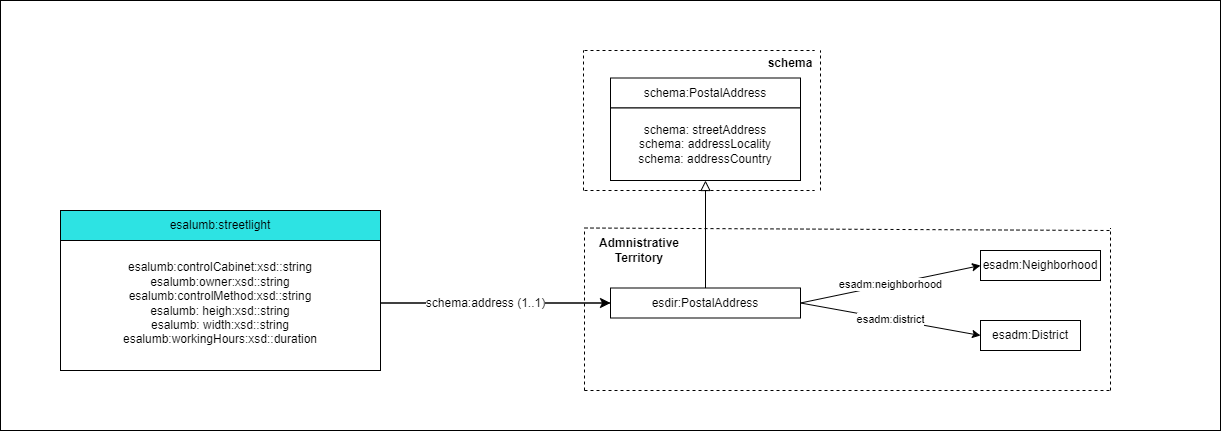 schema
schema:PostalAddress
schema: streetAddress
schema: addressLocality
schema: addressCountry
esalumb:streetlight
esalumb:controlCabinet:xsd::string
esalumb:owner:xsd::string
esalumb:controlMethod:xsd::string
esalumb: heigh:xsd::string
esalumb: width:xsd::string
esalumb:workingHours:xsd::duration
schema:address (1..1)
Admnistrative
Territory
esdir:PostalAddress
esadm:neighborhood
esadm:Neighborhood
esadm:district
esadm:District